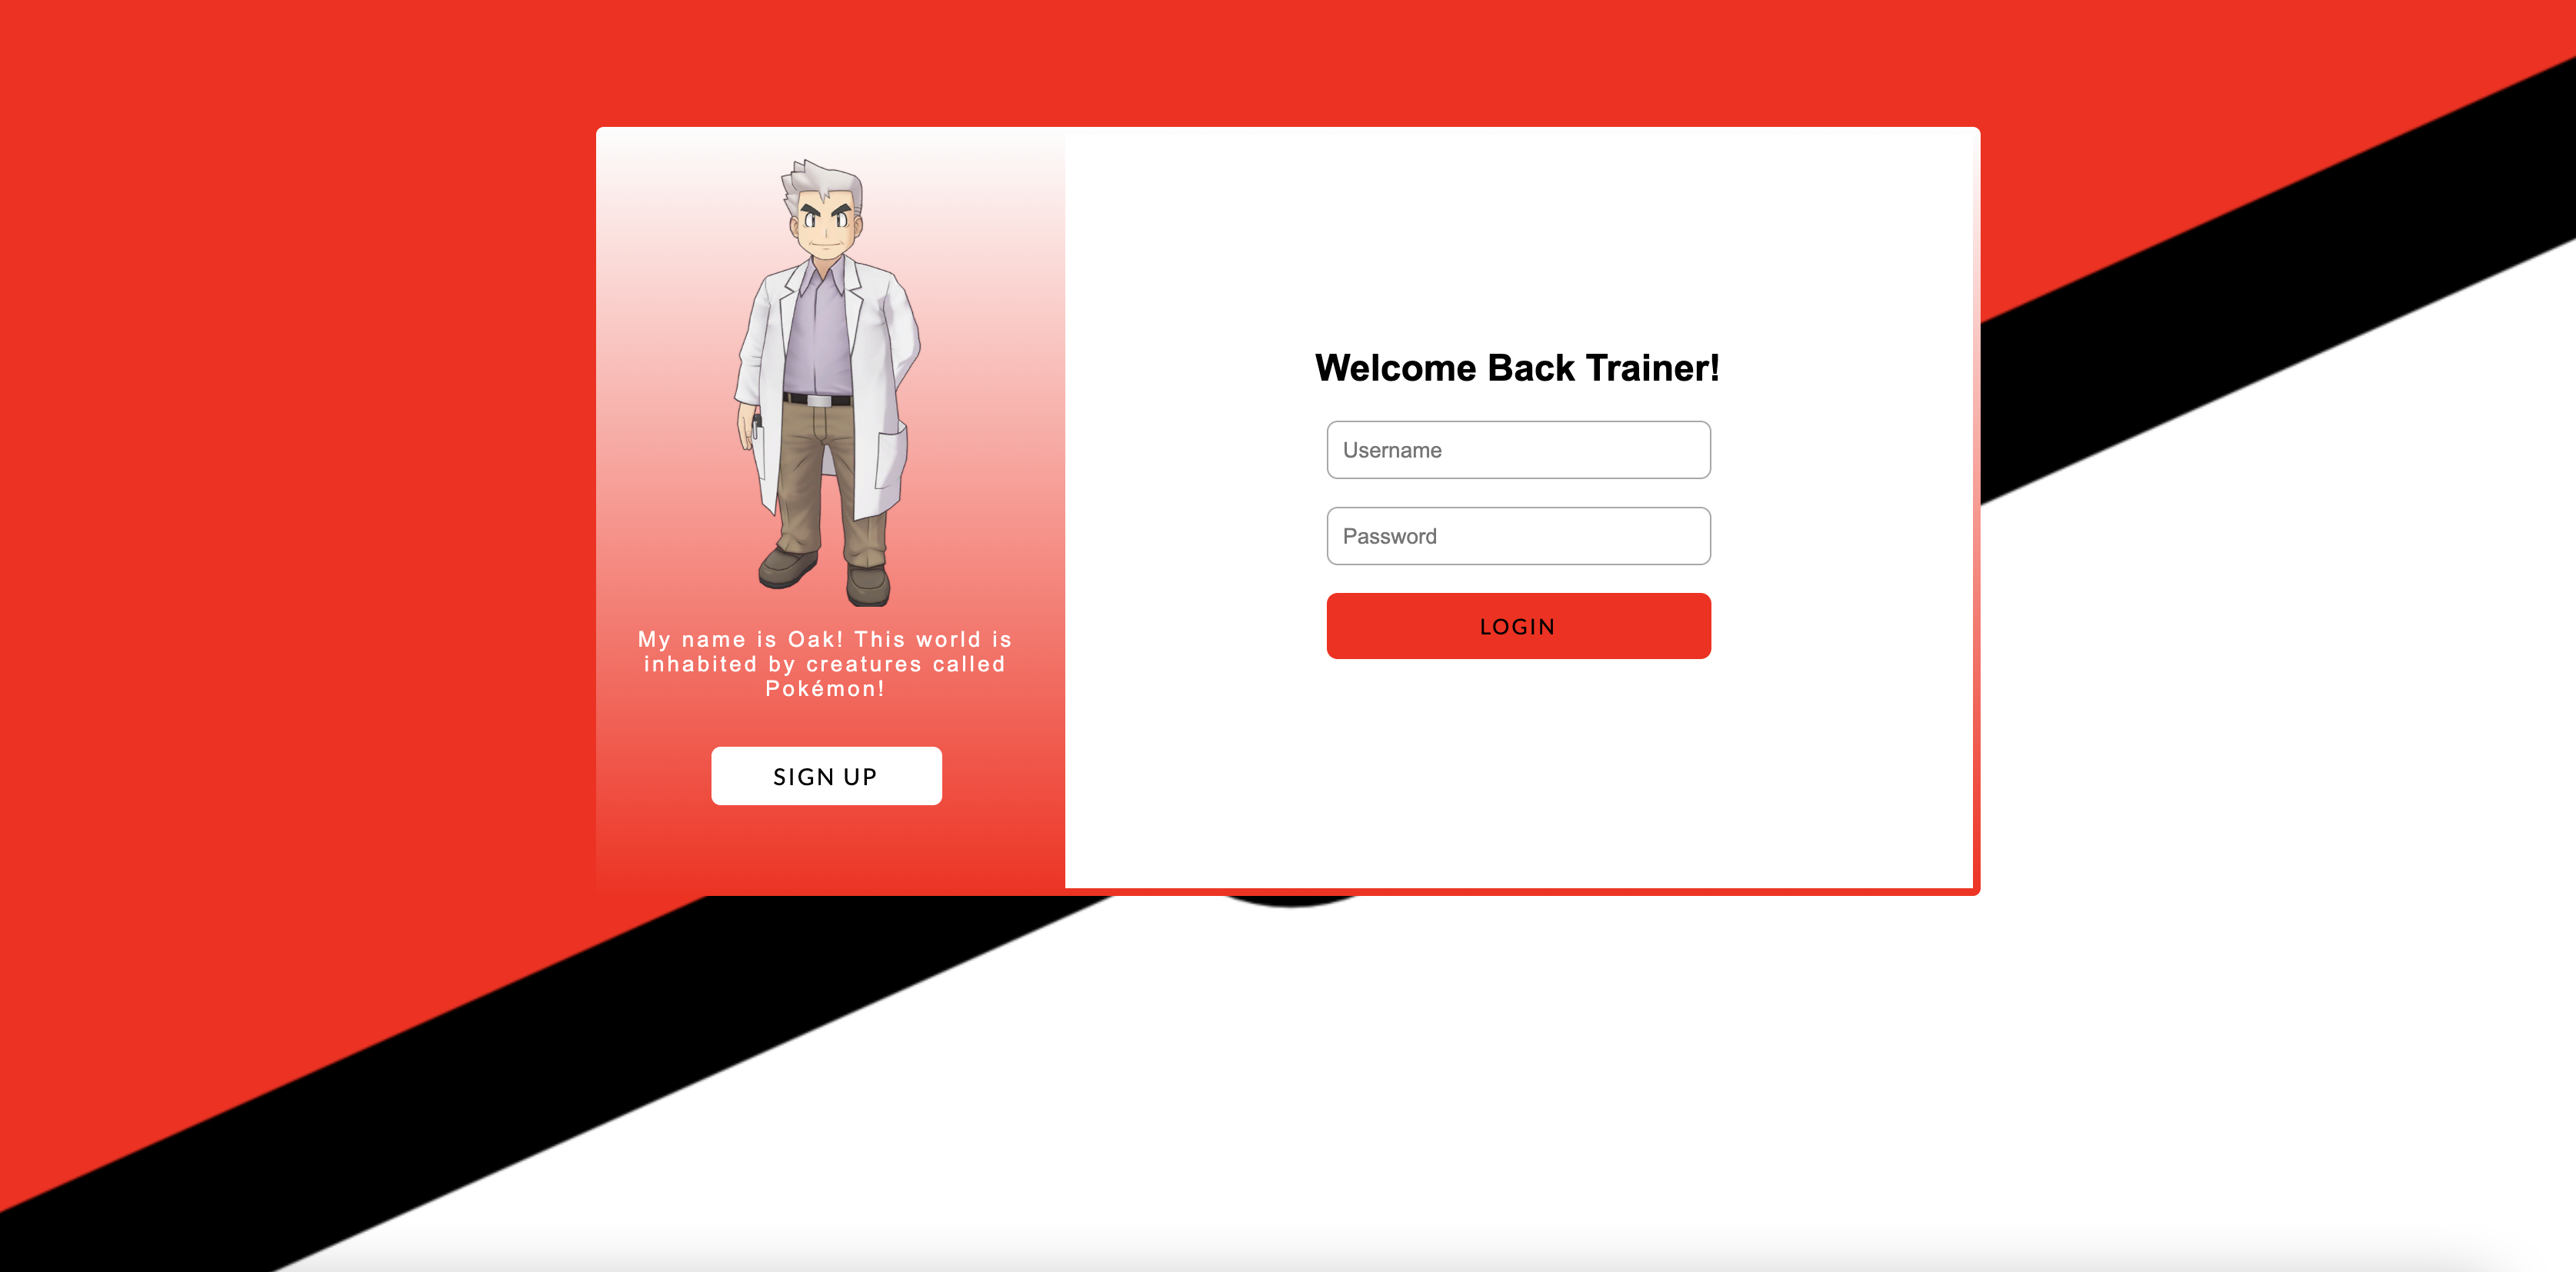 My name is Oak! This world is
inhabited by creatures called
Pokémon!
SIGN UP
Welcome Back Trainer!
Username
Password
LOGIN